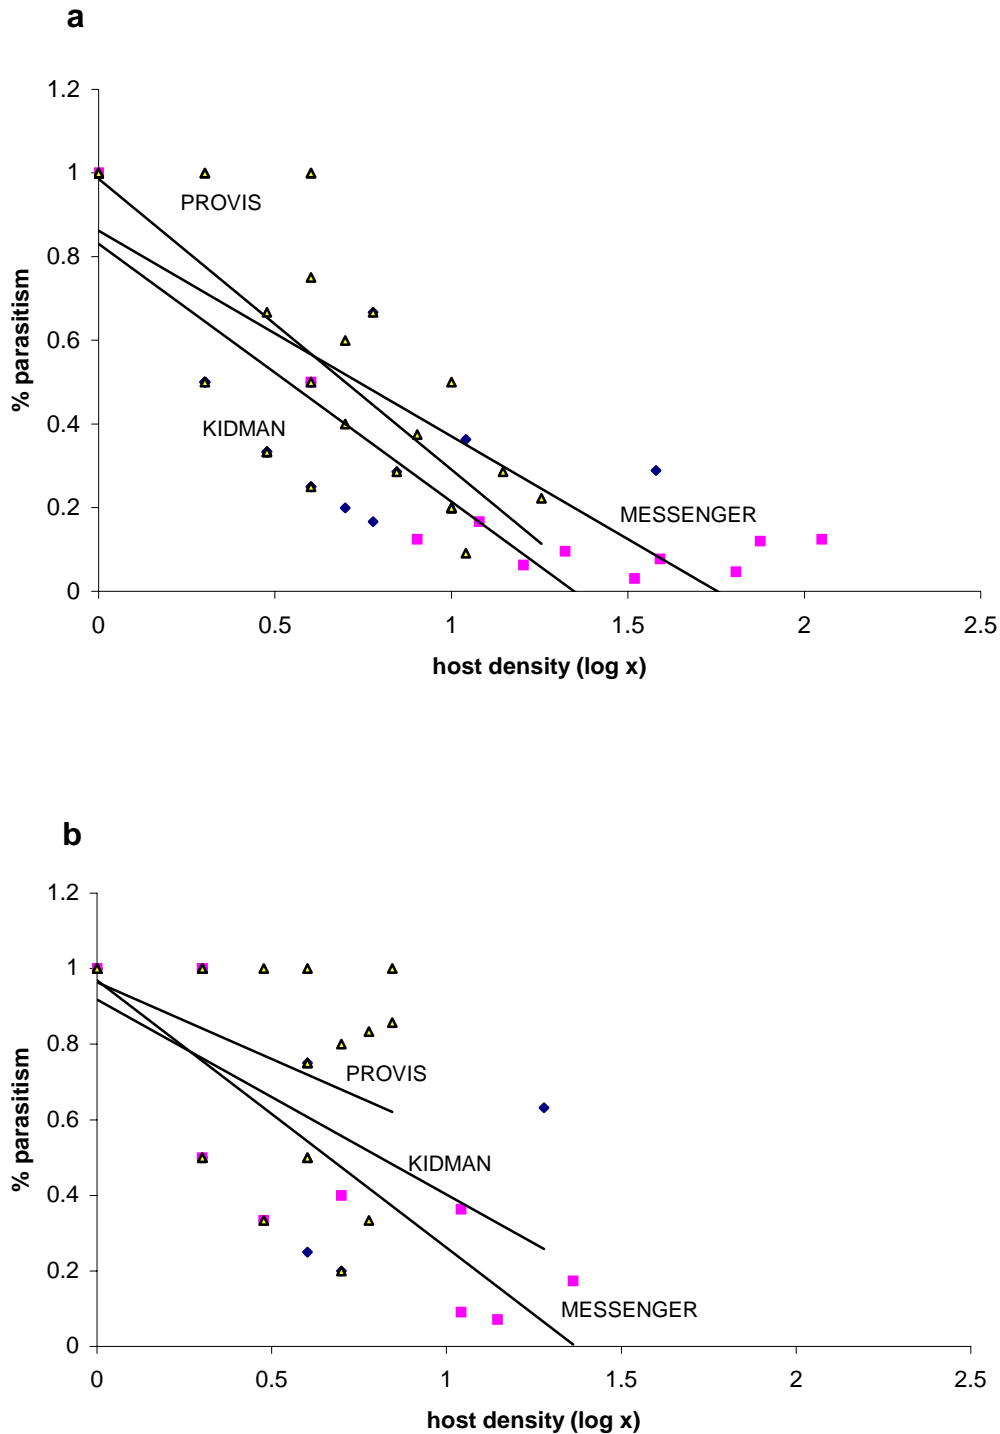 a
1.2
1
PROVIS
0.8
0.6
% parasitism
0.4
KIDMAN
0.2
MESSENGER
0
0
0.5
1
1.5
2
2.5
host density (log x)
b
1.2
1
0.8
PROVIS
0.6
% parasitism
KIDMAN
0.4
0.2
MESSENGER
0
0
0.5
1
1.5
2
2.5
host density (log x)